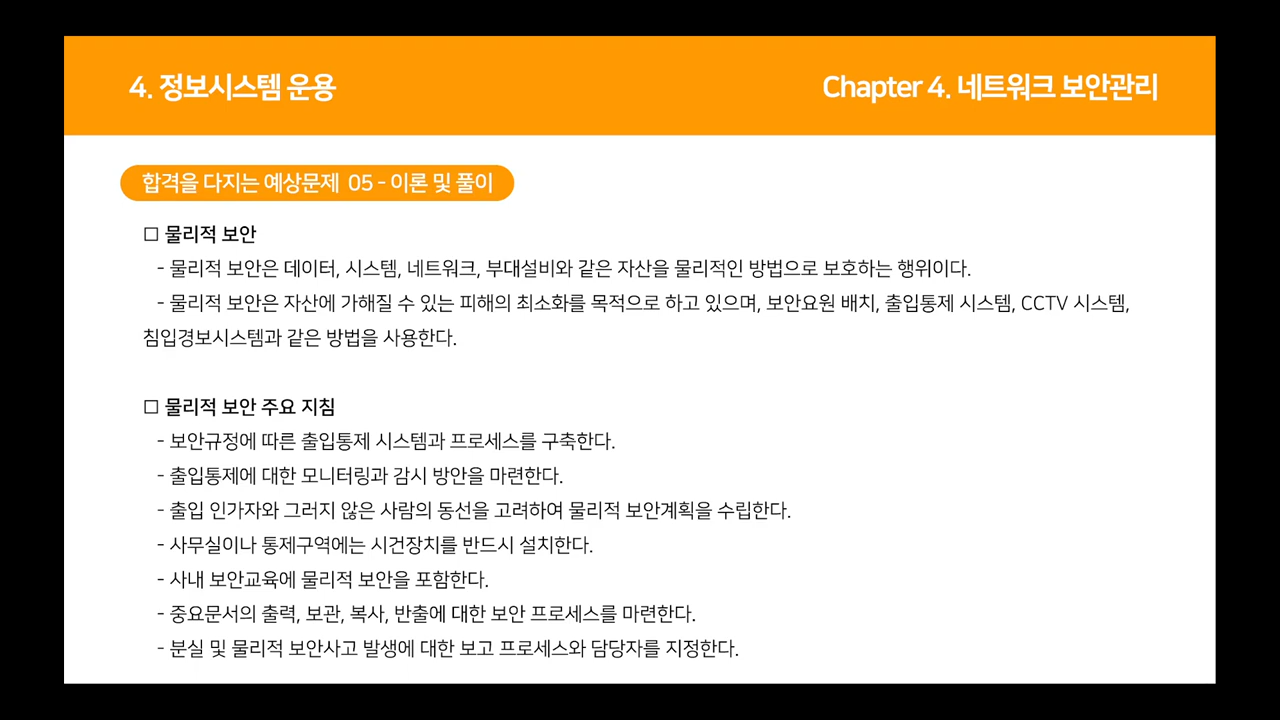 4. 정보시스템 운용
Chapter 4. 네트워크 보안관리
합격을 다지는 예상문제 05 - 이론 및 풀이
□ 물리적 보안
- 물리적 보안은 데이터, 시스템, 네트워크, 부대설비와 같은 자산을 물리적인 방법으로 보호하는 행위이다.
- 물리적 보안은 자산에 가해질 수 있는 피해의 최소화를 목적으로 하고 있으며, 보안요원 배치, 출입통제 시스템, CCTV 시스템,
침입경보시스템과 같은 방법을 사용한다.
□ 물리적 보안 주요 지침
- 보안규정에 따른 출입통제 시스템과 프로세스를 구축한다.
- 출입통제에 대한 모니터링과 감시 방안을 마련한다.
- 출입 인가자와 그러지 않은 사람의 동선을 고려하여 물리적 보안계획을 수립한다.
- 사무실이나 통제구역에는 시건장치를 반드시 설치한다.
- 사내 보안교육에 물리적 보안을 포함한다.
- 중요문서의 출력, 보관, 복사, 반출에 대한 보안 프로세스를 마련한다.
- 분실 및 물리적 보안사고 발생에 대한 보고 프로세스와 담당자를 지정한다.